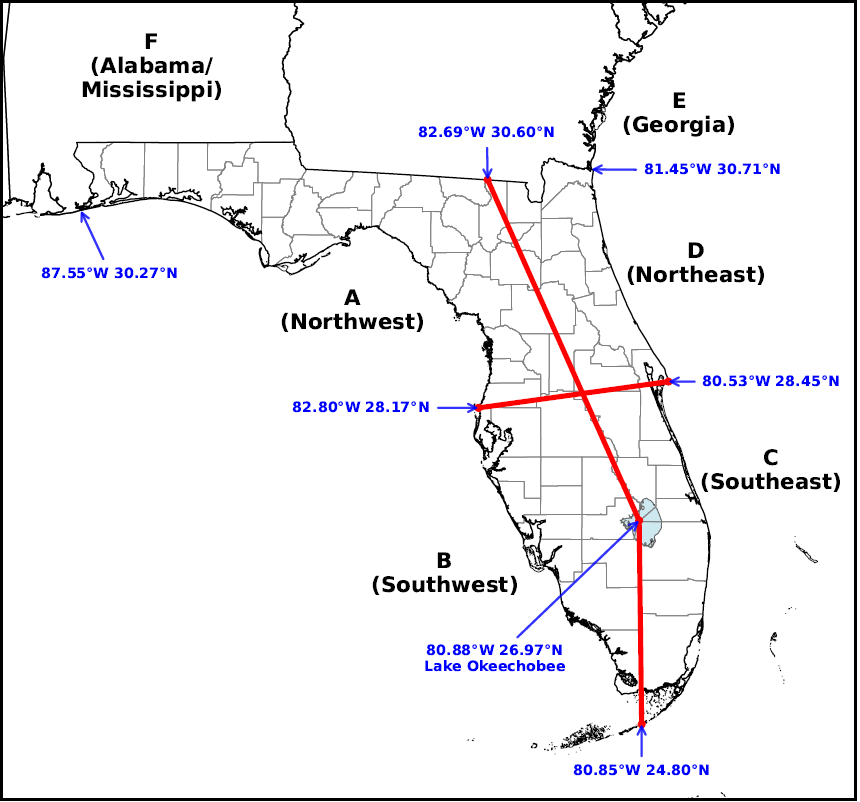 F
(Alabama/
Mississippi)
E
(Georgia)
82.69°W 30.60°N
81.45°W 30.71°N
D
(Northeast)
87.55°W 30.27°N
A
(Northwest)
80.53°W 28.45°N
82.80°W 28.17°N
C
(Southeast)
B
(Southwest)
80.88°W 26.97°N
Lake Okeechobee
80.85°W 24.80°N